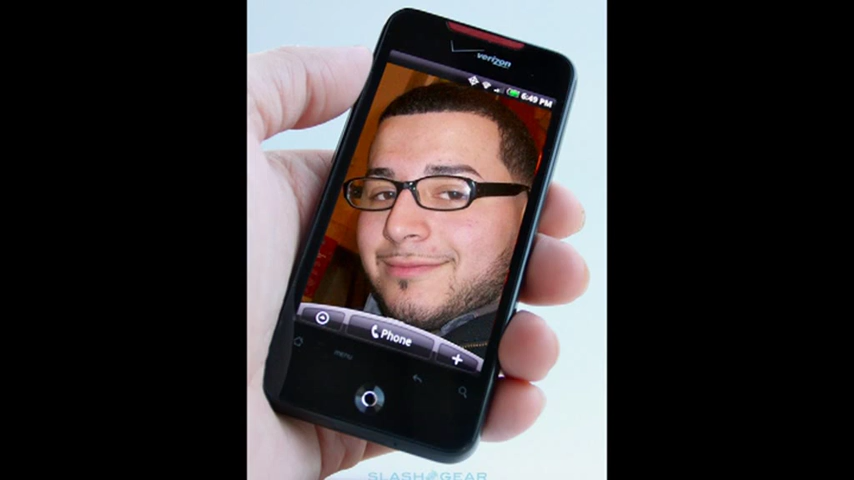 verizon
6:49 PM
Phone
menu
SLASHGEAR